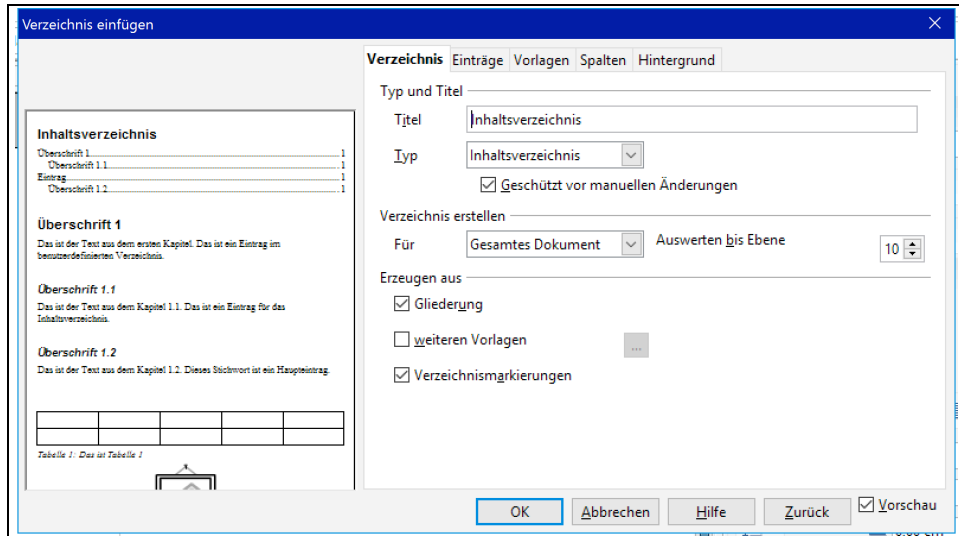 Verzeichnis einfügen
Verzeichnis Einträge Vorlagen Spalten Hintergrund
Typ und Titel
Titel Inhaltsverzeichnis
Typ Inhaltsverzeichnis
Geschützt vor manuellen Änderungen
Verzeichnis erstellen
Für Gesamtes Dokument Auswerten bis Ebene 10
Erzeugen aus
Gliederung
weiteren Vorlagen ...
Verzeichnismarkierungen
Inhaltsverzeichnis
Überschrift 1 1
Überschrift 1.1 1
Eintrag 1
Überschrift 1.2 1
Überschrift 1
Das ist der Text aus dem ersten Kapitel. Das ist ein Eintrag im
benutzerdefinierten Verzeichnis.
Überschrift 1.1
Das ist der Text aus dem Kapitel 1.1. Das ist ein Eintrag für das
Inhaltsverzeichnis.
Überschrift 1.2
Das ist der Text aus dem Kapitel 1.2. Dieses Stichwort ist ein Haupteintrag.
Tabelle 1: Das ist Tabelle 1
OK Abbrechen Hilfe Zurück Vorschau